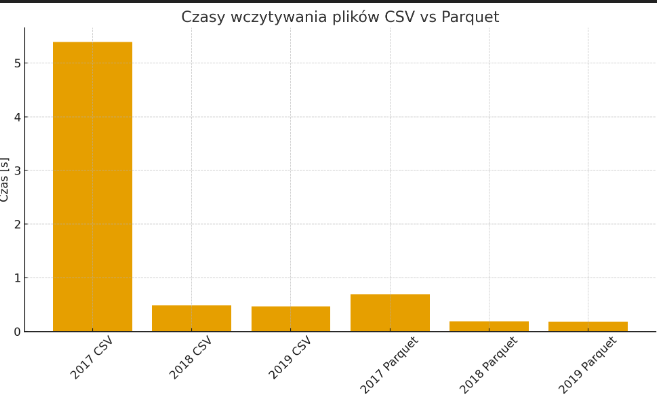 Czasy wczytywania plików CSV vs Parquet
Czas [s]
5
4
3
2
1
0
2017 CSV
2018 CSV
2019 CSV
2017 Parquet
2018 Parquet
2019 Parquet